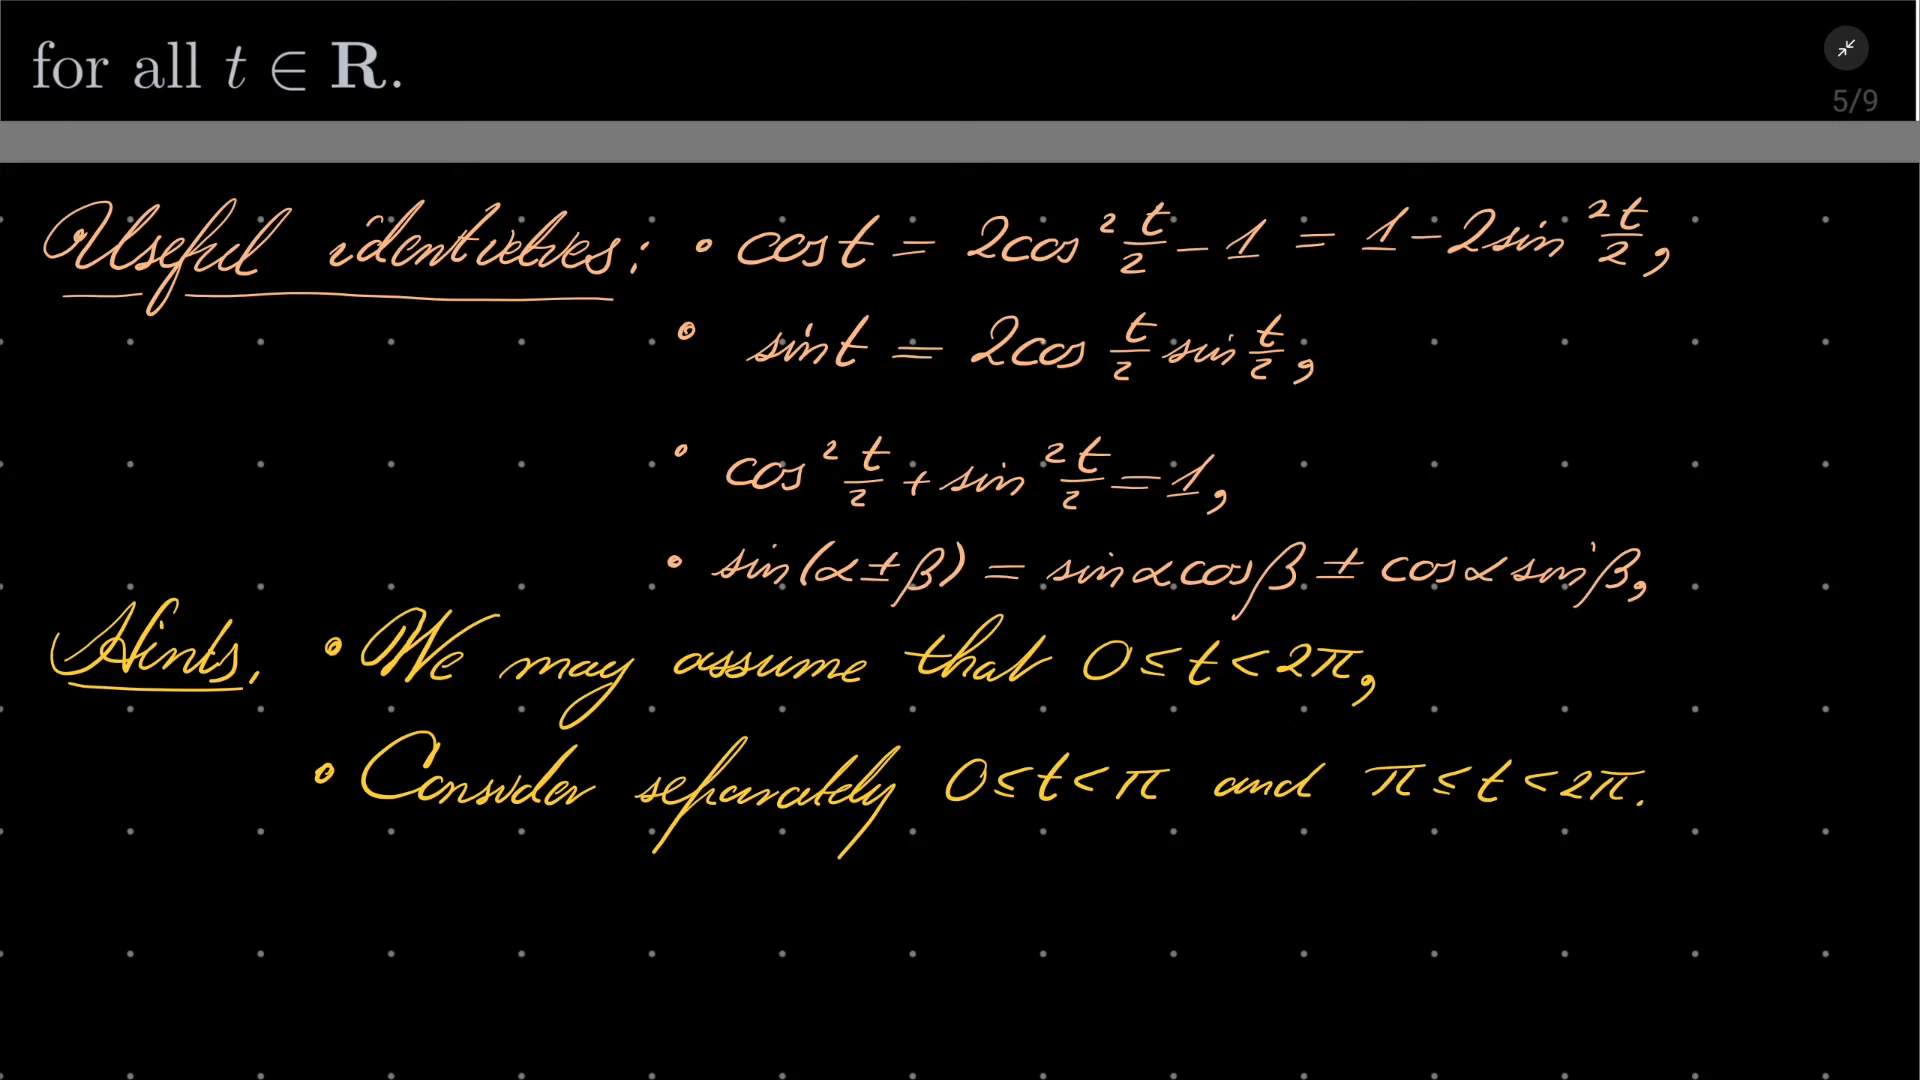 for all t ∈ R.
5/9
Useful identities: • cos t = 2cos² t/2 − 1 = 1 − 2sin² t/2,
• sin t = 2cos t/2 sin t/2,
• cos² t/2 + sin² t/2 = 1,
• sin(α ± β) = sin α cos β ± cos α sin β,
Hints. • We may assume that 0 ≤ t < 2π,
• Consider separately 0 ≤ t < π and π ≤ t < 2π.